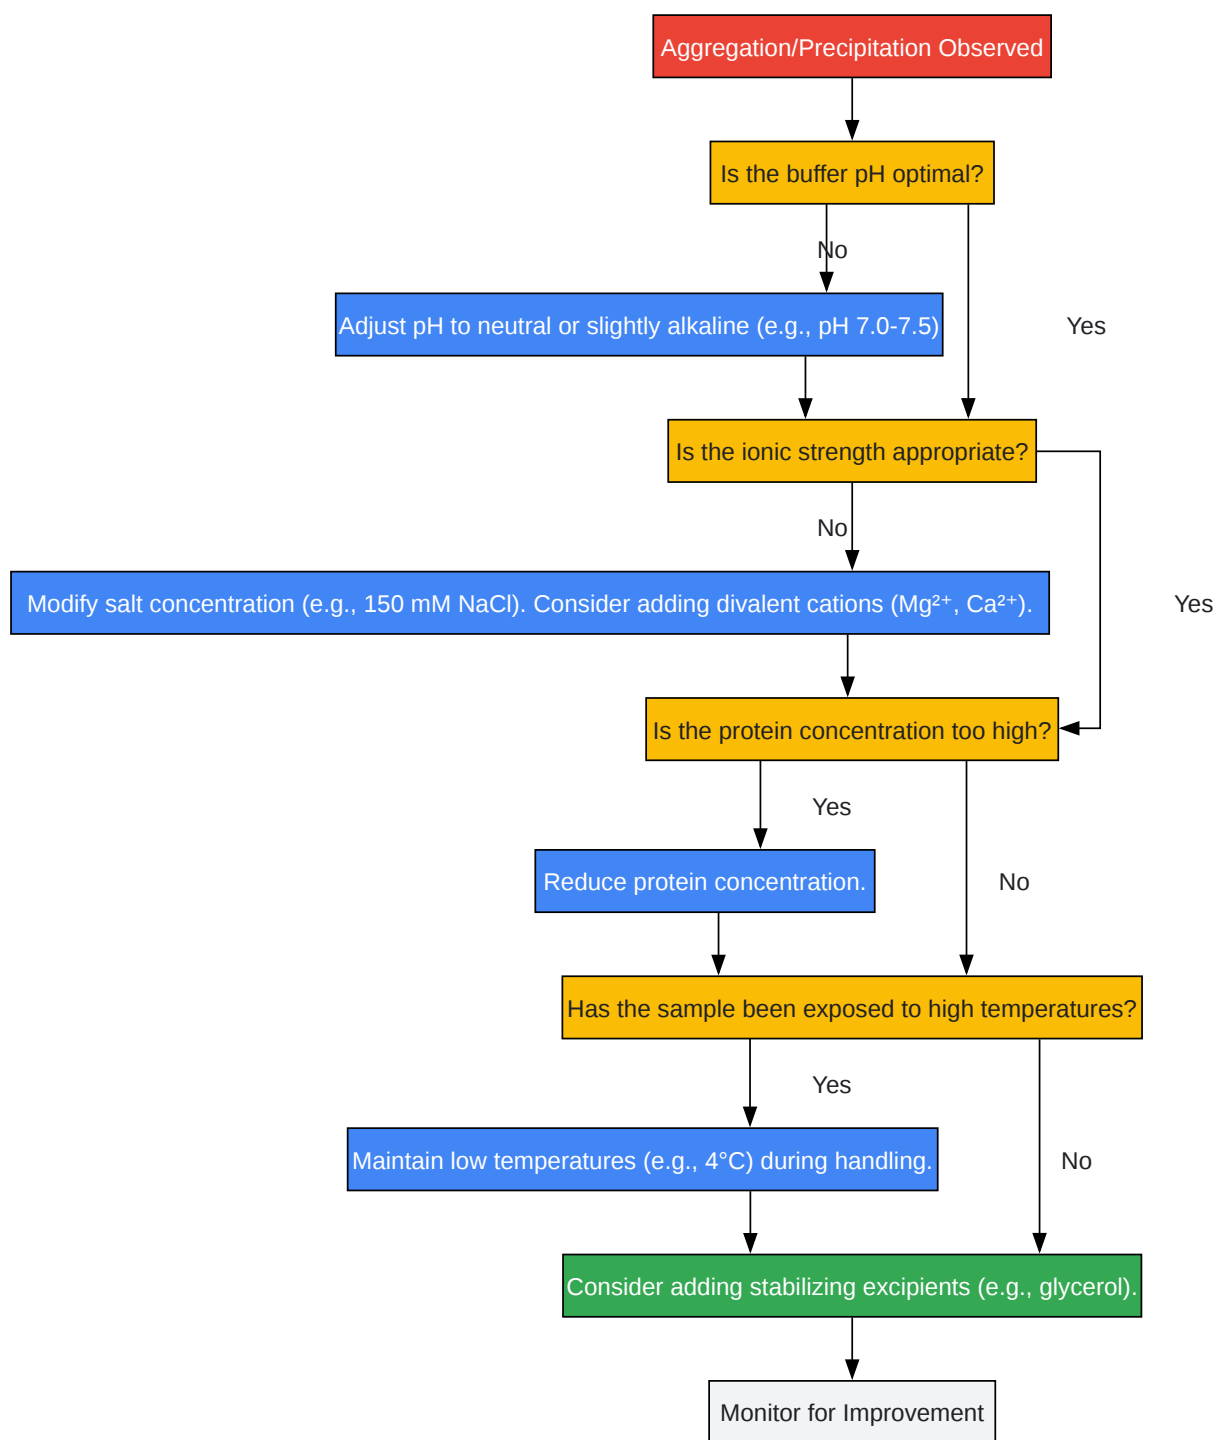 Aggregation/Precipitation Observed
Is the buffer pH optimal?
No
Adjust pH to neutral or slightly alkaline (e.g., pH 7.0-7.5)
Yes
Is the ionic strength appropriate?
No
Modify salt concentration (e.g., 150 mM NaCl). Consider adding divalent cations (Mg²⁺, Ca²⁺).
Yes
Is the protein concentration too high?
Yes
Reduce protein concentration.
No
Has the sample been exposed to high temperatures?
Yes
Maintain low temperatures (e.g., 4°C) during handling.
No
Consider adding stabilizing excipients (e.g., glycerol).
Monitor for Improvement